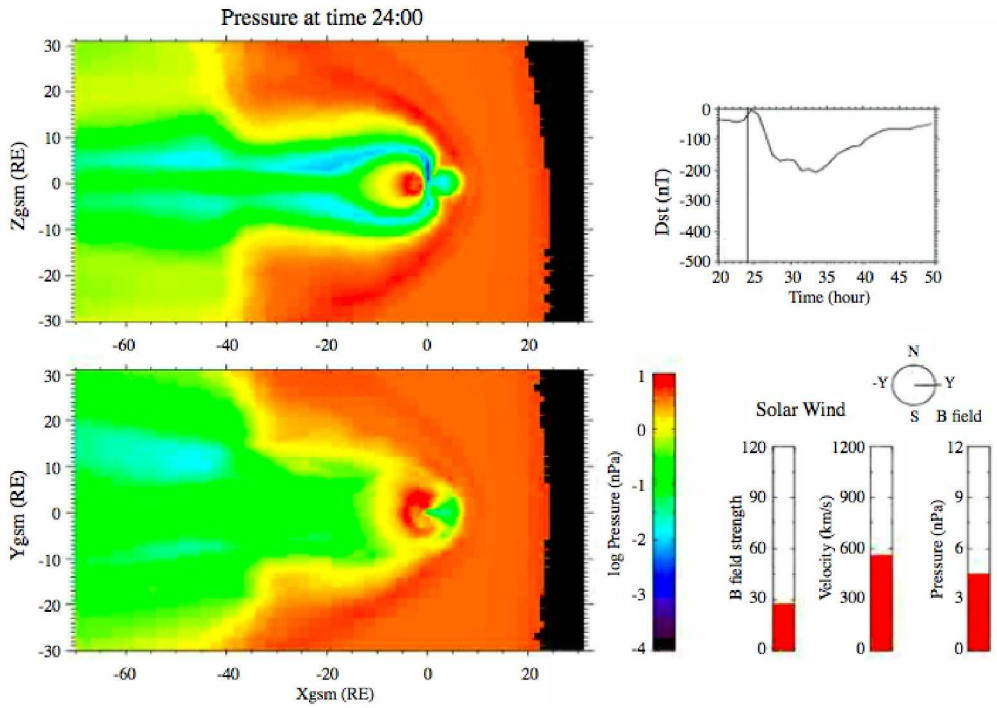 Pressure at time 24:00
30
20
10
0
-10
-20
-30
Zgsm (RE)
-60 -40 -20 0 20
30
20
10
0
-10
-20
-30
Ygsm (RE)
-60 -40 -20 0 20
Xgsm (RE)
1
0
-1
-2
-3
-4
log Pressure (nPa)
0
-100
-200
-300
-400
-500
Dst (nT)
20 25 30 35 40 45 50
Time (hour)
N
-Y Y
S B field
Solar Wind
120
90
60
30
0
B field strength
1200
900
600
300
0
Velocity (km/s)
12
9
6
3
0
Pressure (nPa)